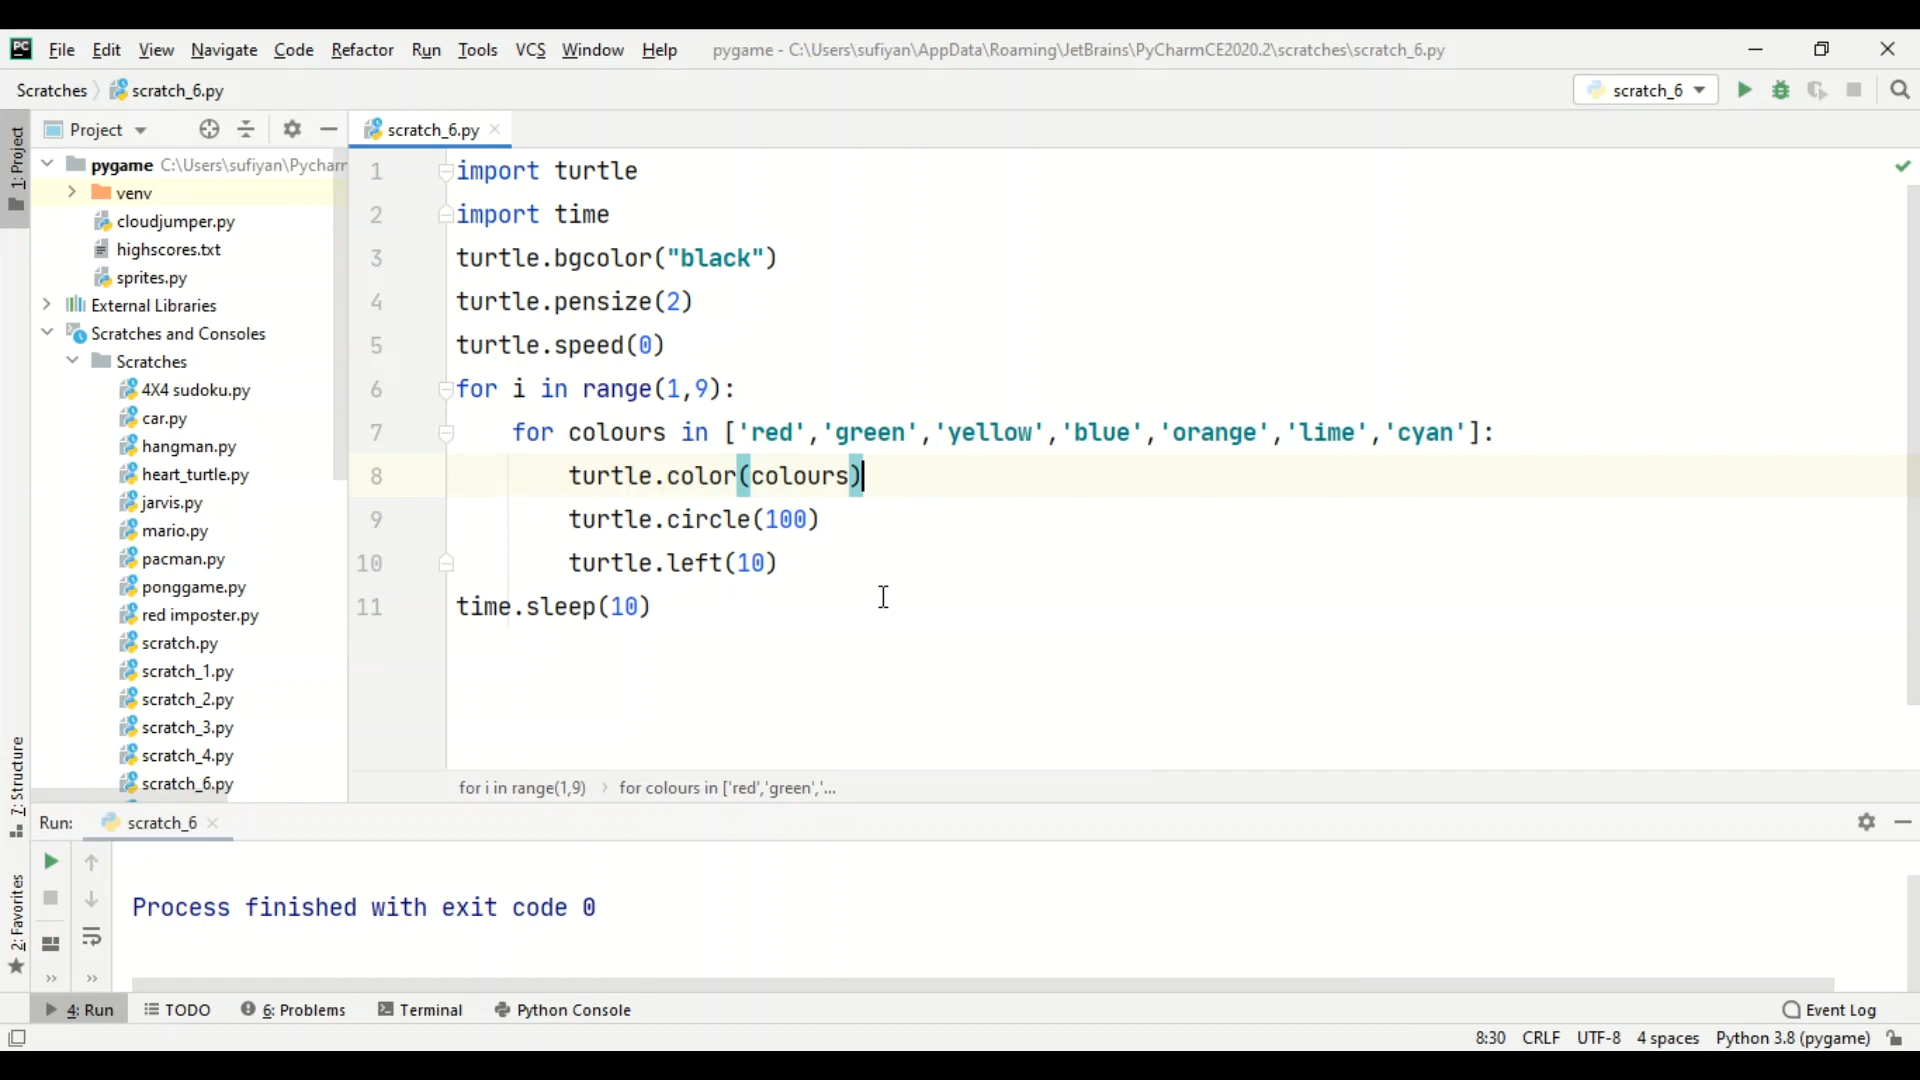 PC File Edit View Navigate Code Refactor Run Tools VCS Window Help pygame - C:\Users\sufiyan\AppData\Roaming\JetBrains\PyCharmCE2020.2\scratches\scratch_6.py
Scratches scratch_6.py scratch_6
1: Project
Project
pygame C:\Users\sufiyan\Pycharm
venv
cloudjumper.py
highscores.txt
sprites.py
External Libraries
Scratches and Consoles
Scratches
4X4 sudoku.py
car.py
hangman.py
heart_turtle.py
jarvis.py
mario.py
pacman.py
ponggame.py
red imposter.py
scratch.py
scratch_1.py
scratch_2.py
scratch_3.py
scratch_4.py
scratch_6.py
scratch_6.py
1 import turtle
2 import time
3 turtle.bgcolor("black")
4 turtle.pensize(2)
5 turtle.speed(0)
6 for i in range(1,9):
7 for colours in ['red','green','yellow','blue','orange','lime','cyan']:
8 turtle.color(colours)
9 turtle.circle(100)
10 turtle.left(10)
11 time.sleep(10)
for i in range(1,9) › for colours in ['red','green','...
7: Structure
2: Favorites
Run: scratch_6
Process finished with exit code 0
4: Run TODO 6: Problems Terminal Python Console Event Log
8:30 CRLF UTF-8 4 spaces Python 3.8 (pygame)